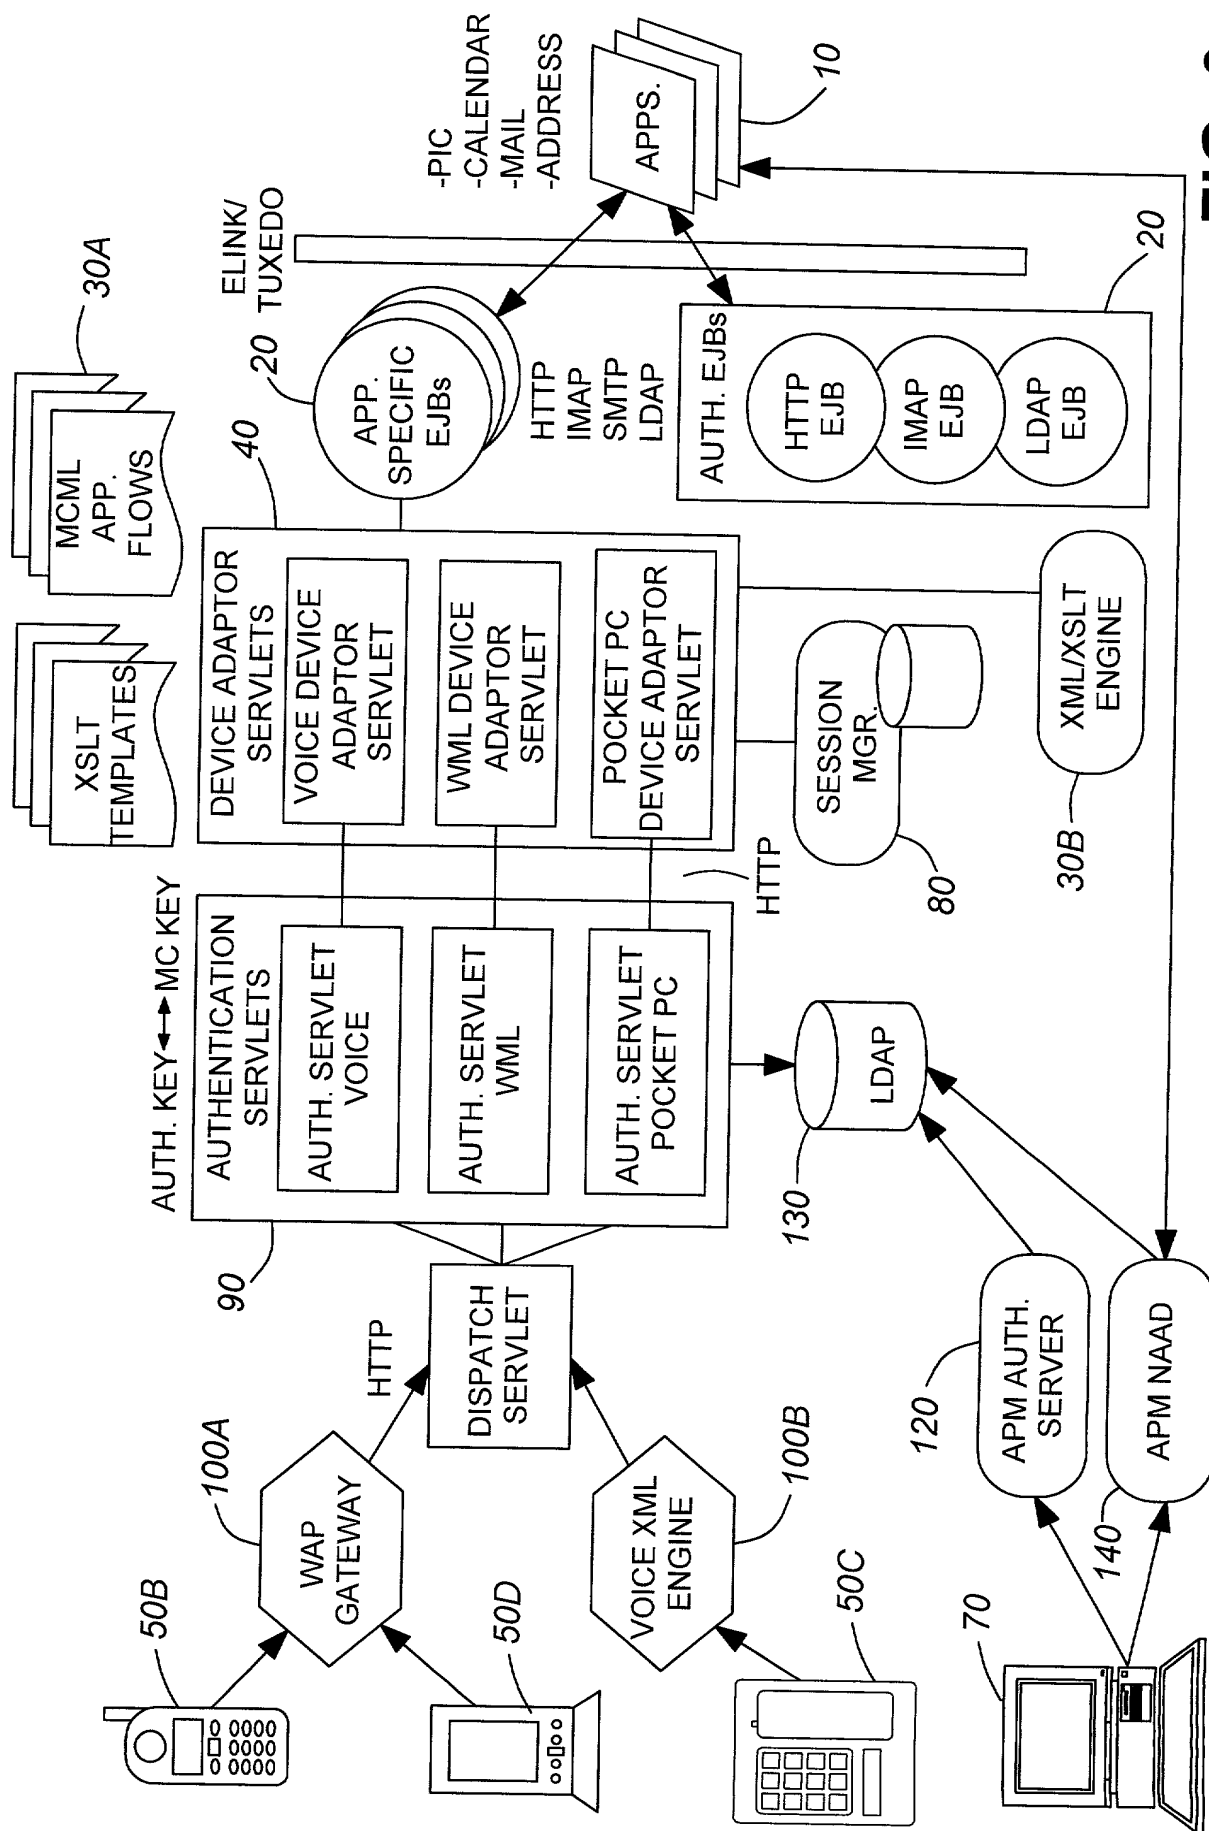 XSLT
TEMPLATES
MCML
APP.
FLOWS
30A
AUTH. KEY↔MC KEY
ELINK/
TUXEDO
-PIC
-CALENDAR
-MAIL
-ADDRESS
50B
100A
WAP
GATEWAY
HTTP
90
AUTHENTICATION
SERVLETS
AUTH. SERVLET
VOICE
AUTH. SERVLET
WML
AUTH. SERVLET
POCKET PC
40
DEVICE ADAPTOR
SERVLETS
VOICE DEVICE
ADAPTOR
SERVLET
WML DEVICE
ADAPTOR
SERVLET
POCKET PC
DEVICE ADAPTOR
SERVLET
20
APP.
SPECIFIC
EJBs
APPS.
10
50D
DISPATCH
SERVLET
HTTP
IMAP
SMTP
LDAP
VOICE XML
ENGINE
100B
HTTP
AUTH. EJBs
HTTP
EJB
IMAP
EJB
LDAP
EJB
20
50C
130
LDAP
SESSION
MGR.
80
XML/XSLT
ENGINE
30B
70
120
APM AUTH.
SERVER
140
APM NAAD